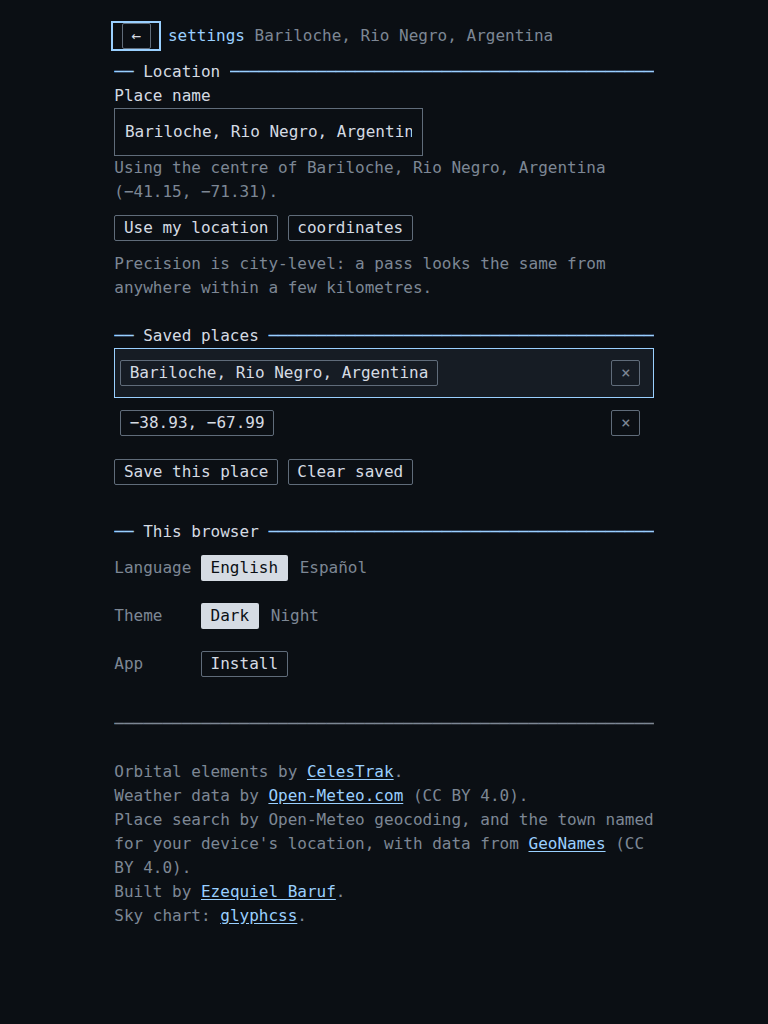 ← settings Bariloche, Rio Negro, Argentina
Location
Place name
Bariloche, Rio Negro, Argentin
Using the centre of Bariloche, Rio Negro, Argentina
(−41.15, −71.31).
Use my location coordinates
Precision is city-level: a pass looks the same from
anywhere within a few kilometres.
Saved places
Bariloche, Rio Negro, Argentina ×
−38.93, −67.99 ×
Save this place Clear saved
This browser
Language English Español
Theme Dark Night
App Install
Orbital elements by CelesTrak.
Weather data by Open-Meteo.com (CC BY 4.0).
Place search by Open-Meteo geocoding, and the town named
for your device's location, with data from GeoNames (CC
BY 4.0).
Built by Ezequiel Baruf.
Sky chart: glyphcss.